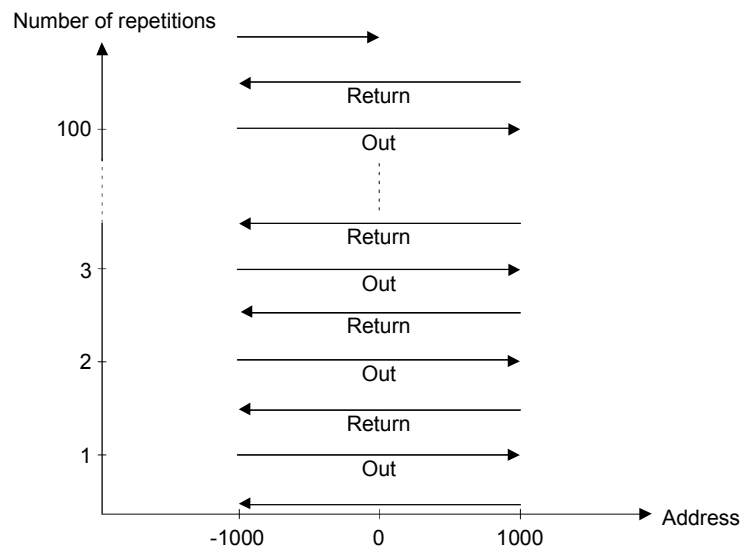 Number of repetitions
Return
100
Out
Return
3
Out
Return
2
Out
Return
1
Out
Address
-1000 0 1000